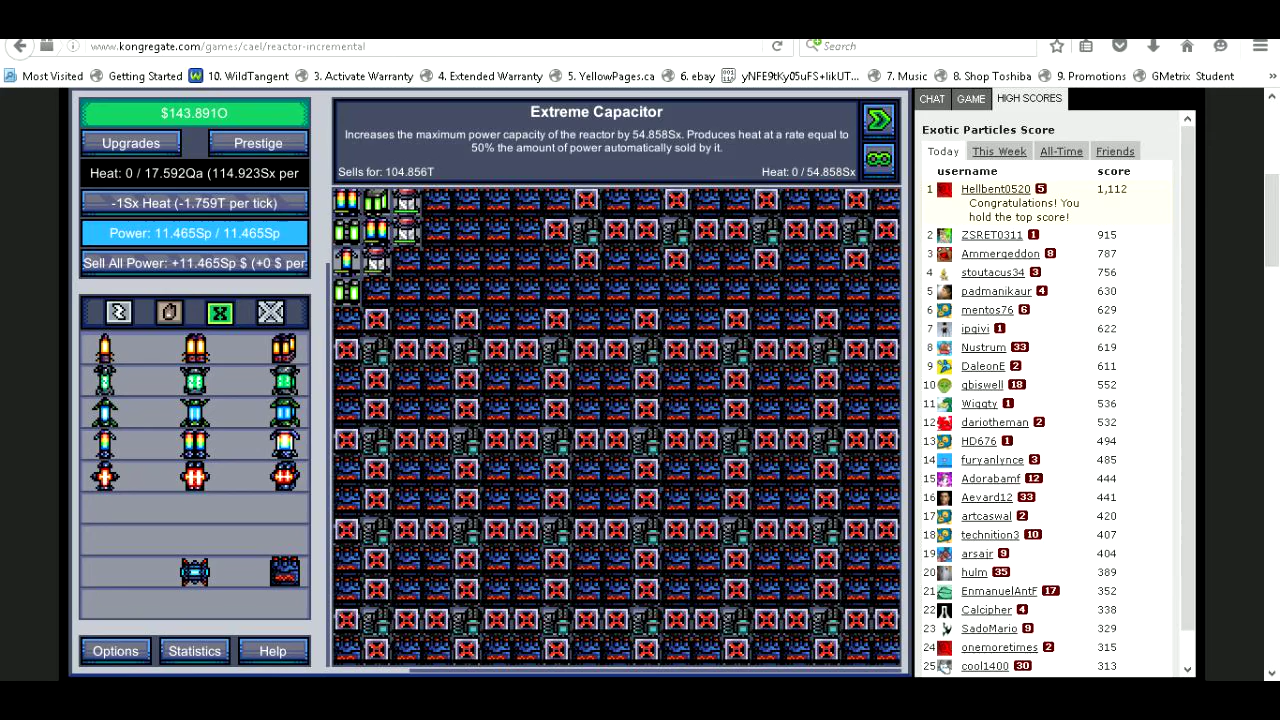 www.kongregate.com/games/cael/reactor-incremental
Search
Most Visited
Getting Started
10. WildTangent
3. Activate Warranty
4. Extended Warranty
5. YellowPages.ca
6. ebay
yNFE9tKy05uFS+likUT...
7. Music
8. Shop Toshiba
9. Promotions
GMetrix Student
»
$143.891O
Upgrades
Prestige
Heat: 0 / 17.592Qa (114.923Sx per
-1Sx Heat (-1.759T per tick)
Power: 11.465Sp / 11.465Sp
Sell All Power: +11.465Sp $ (+0 $ per
Options
Statistics
Help
Extreme Capacitor
Increases the maximum power capacity of the reactor by 54.858Sx. Produces heat at a rate equal to
50% the amount of power automatically sold by it.
Sells for: 104.856T
Heat: 0 / 54.858Sx
CHAT
GAME
HIGH SCORES
Exotic Particles Score
Today
This Week
All-Time
Friends
username score
1 Hellbent0520 5 1,112
Congratulations! You
hold the top score!
2 ZSRET0311 1 915
3 Ammergeddon 8 787
4 stoutacus34 3 756
5 padmanikaur 4 630
6 mentos76 6 629
7 ipgivi 1 622
8 Nustrum 33 619
9 DaleonE 2 611
10 gbiswell 18 552
11 Wiggty 1 536
12 dariotheman 2 532
13 HD676 1 494
14 furyanlynce 3 485
15 Adorabamf 12 444
16 Aevard12 33 441
17 artcaswal 2 420
18 technition3 10 407
19 arsair 9 404
20 hulm 35 389
21 EnmanuelAntF 17 352
22 Calcipher 4 338
23 SadoMario 9 329
24 onemoretimes 2 315
25 cool1400 30 313